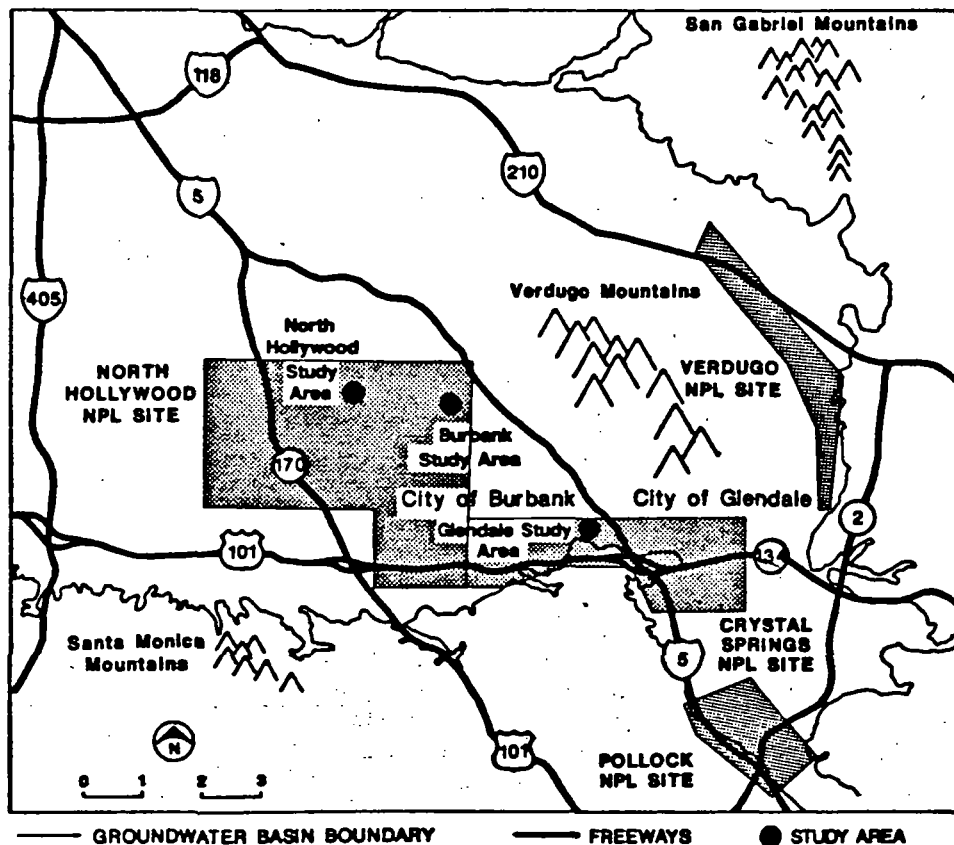 San Gabriel Mountains
118
5
210
405
Verdugo Mountains
North
Hollywood
Study
Area
NORTH
HOLLYWOOD
NPL SITE
VERDUGO
NPL SITE
Burbank
Study Area
170
City of Burbank
City of Glendale
2
Glendale Study
Area
101
134
CRYSTAL
SPRINGS
NPL SITE
Santa Monica
Mountains
5
N
101
POLLOCK
NPL SITE
0 1 2 3
GROUNDWATER BASIN BOUNDARY
FREEWAYS
STUDY AREA